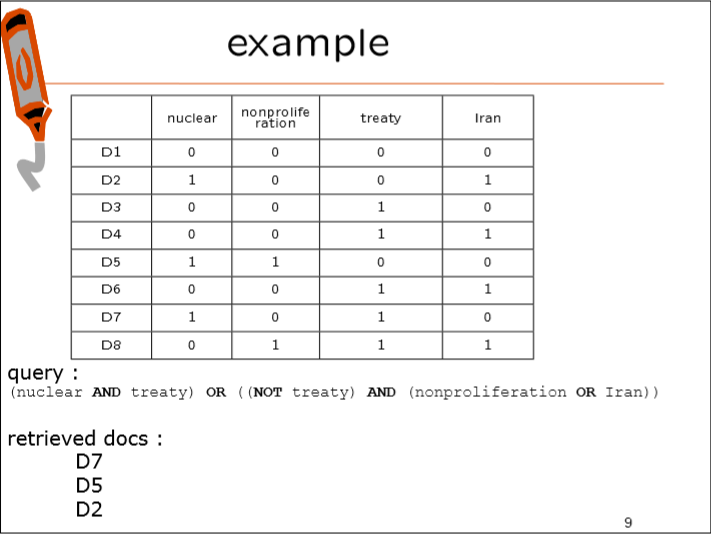 example
nuclear nonprolife ration treaty Iran
D1 0 0 0 0
D2 1 0 0 1
D3 0 0 1 0
D4 0 0 1 1
D5 1 1 0 0
D6 0 0 1 1
D7 1 0 1 0
D8 0 1 1 1
query :
(nuclear AND treaty) OR ((NOT treaty) AND (nonproliferation OR Iran))
retrieved docs :
D7
D5
D2
9